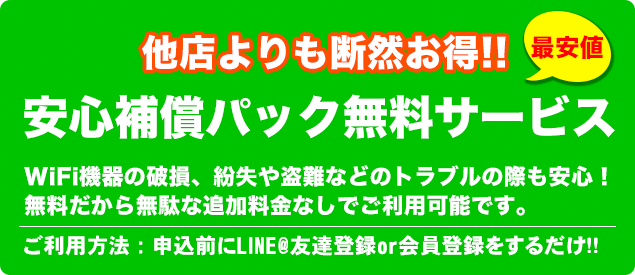 他店よりも断然お得!!
最安値
安心補償パック無料サービス
WiFi機器の破損、紛失や盗難などのトラブルの際も安心！
無料だから無駄な追加料金なしでご利用可能です。
ご利用方法：申込前にLINE@友達登録or会員登録をするだけ!!